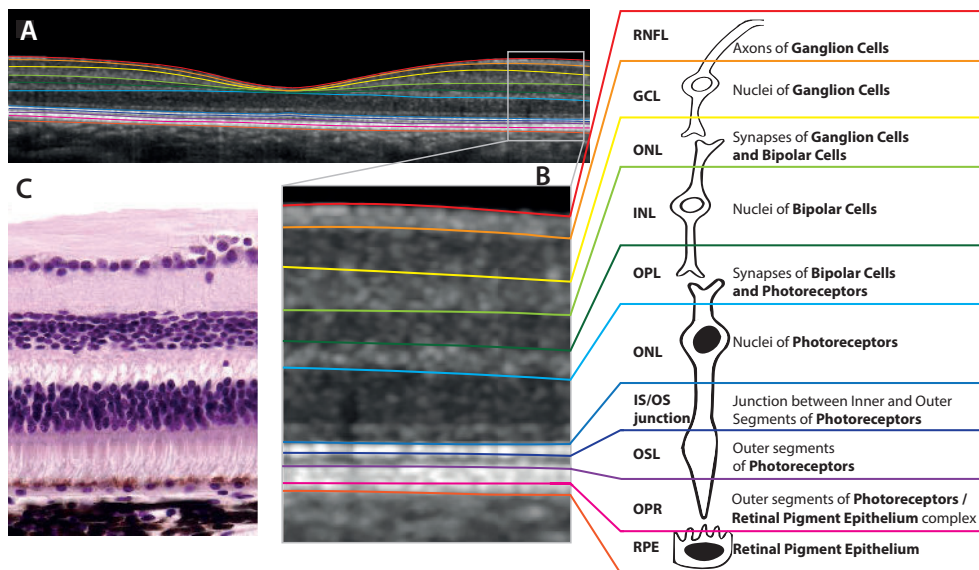 A
B
C
RNFL
Axons of Ganglion Cells
GCL
Nuclei of Ganglion Cells
ONL
Synapses of Ganglion Cells
and Bipolar Cells
INL
Nuclei of Bipolar Cells
OPL
Synapses of Bipolar Cells
and Photoreceptors
ONL
Nuclei of Photoreceptors
IS/OS
junction
Junction between Inner and Outer
Segments of Photoreceptors
OSL
Outer segments
of Photoreceptors
OPR
Outer segments of Photoreceptors /
Retinal Pigment Epithelium complex
RPE
Retinal Pigment Epithelium